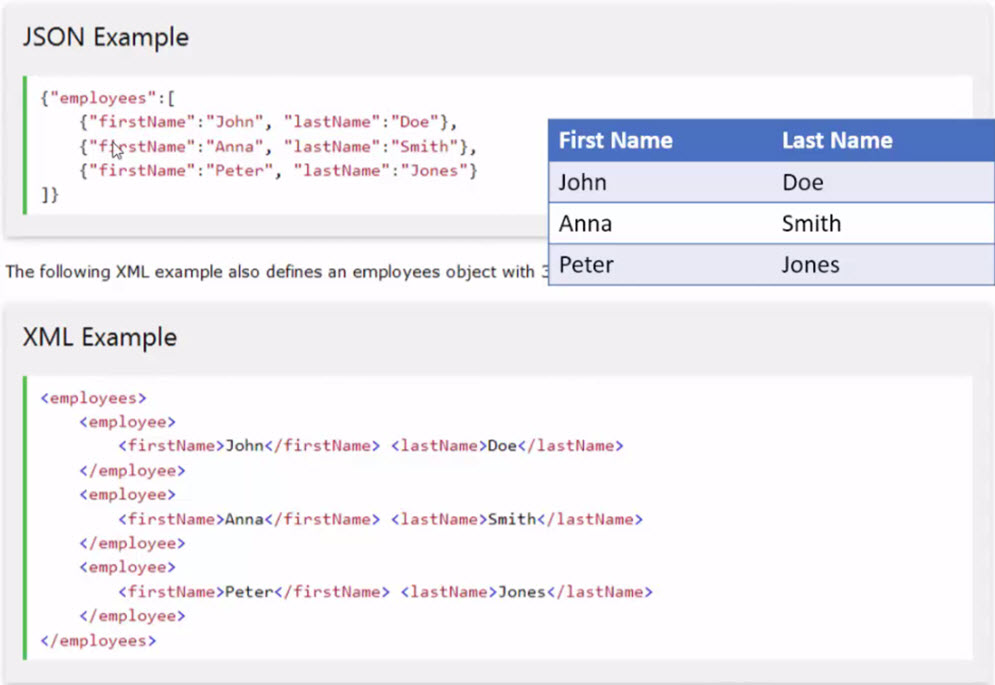 JSON Example
{"employees":[
    {"firstName":"John", "lastName":"Doe"},
    {"firstName":"Anna", "lastName":"Smith"},
    {"firstName":"Peter", "lastName":"Jones"}
]}
First Name Last Name
John Doe
Anna Smith
Peter Jones
The following XML example also defines an employees object with 3
XML Example
<employees>
    <employee>
        <firstName>John</firstName> <lastName>Doe</lastName>
    </employee>
    <employee>
        <firstName>Anna</firstName> <lastName>Smith</lastName>
    </employee>
    <employee>
        <firstName>Peter</firstName> <lastName>Jones</lastName>
    </employee>
</employees>